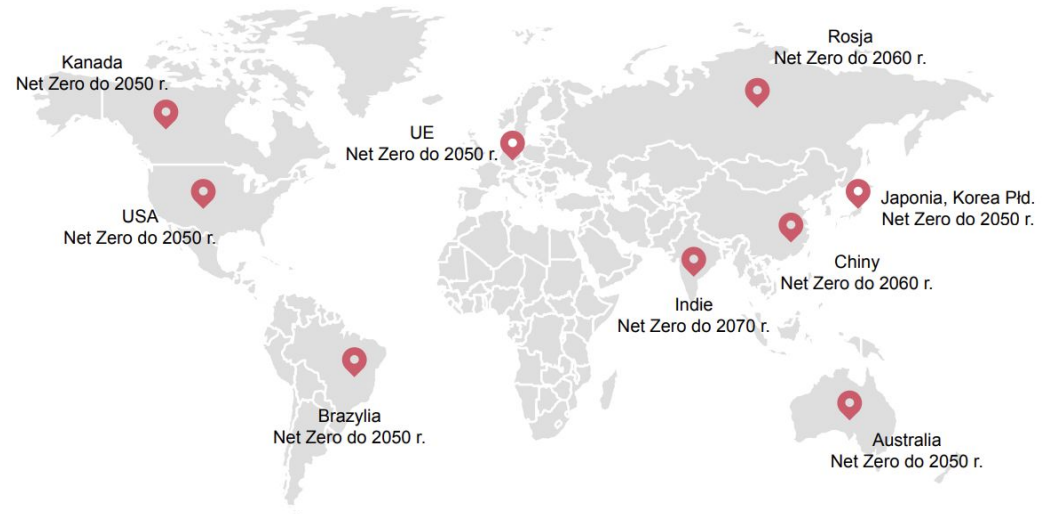 Kanada
Net Zero do 2050 r.
USA
Net Zero do 2050 r.
Brazylia
Net Zero do 2050 r.
UE
Net Zero do 2050 r.
Rosja
Net Zero do 2060 r.
Japonia, Korea Płd.
Net Zero do 2050 r.
Chiny
Net Zero do 2060 r.
Indie
Net Zero do 2070 r.
Australia
Net Zero do 2050 r.